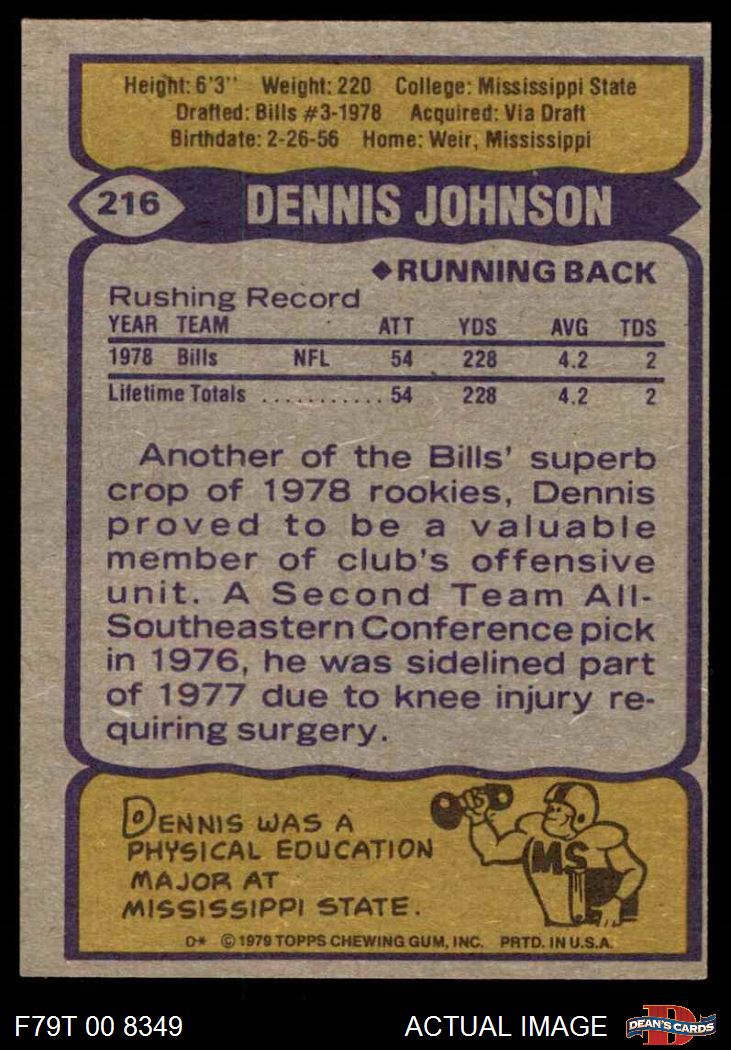 Height: 6'3" Weight: 220 College: Mississippi State
Drafted: Bills #3-1978 Acquired: Via Draft
Birthdate: 2-26-56 Home: Weir, Mississippi
216 DENNIS JOHNSON
◆RUNNING BACK
Rushing Record
YEAR TEAM ATT YDS AVG TDS
1978 Bills NFL 54 228 4.2 2
Lifetime Totals ........... 54 228 4.2 2
Another of the Bills' superb
crop of 1978 rookies, Dennis
proved to be a valuable
member of club's offensive
unit. A Second Team All-
Southeastern Conference pick
in 1976, he was sidelined part
of 1977 due to knee injury re-
quiring surgery.
DENNIS WAS A
PHYSICAL EDUCATION
MAJOR AT
MISSISSIPPI STATE.
MS
D* © 1979 TOPPS CHEWING GUM, INC. PRTD. IN U.S.A.
F79T 00 8349 ACTUAL IMAGE
D
DEAN'S CARDS